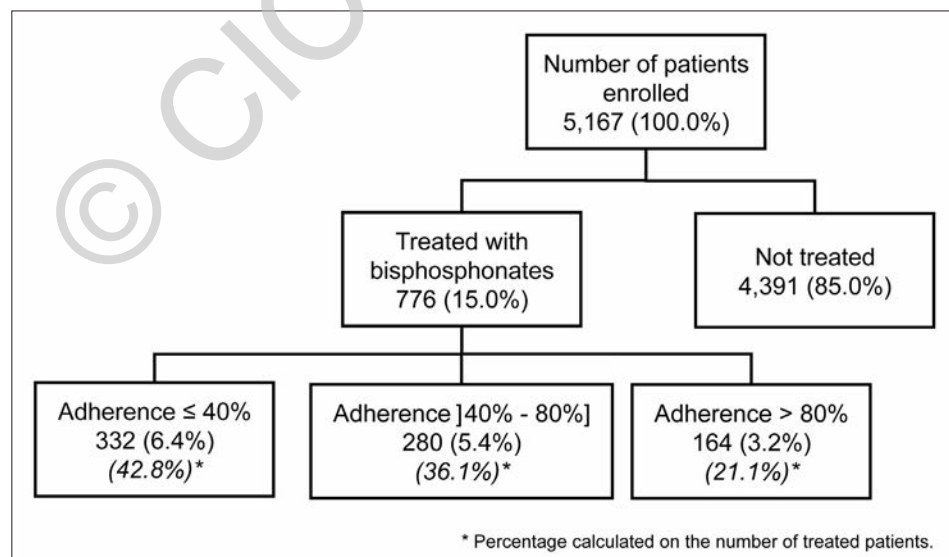 © CIC
Number of patients
enrolled
5,167 (100.0%)
Treated with
bisphosphonates
776 (15.0%)
Not treated
4,391 (85.0%)
Adherence ≤ 40%
332 (6.4%)
(42.8%)*
Adherence ]40% - 80%]
280 (5.4%)
(36.1%)*
Adherence > 80%
164 (3.2%)
(21.1%)*
* Percentage calculated on the number of treated patients.